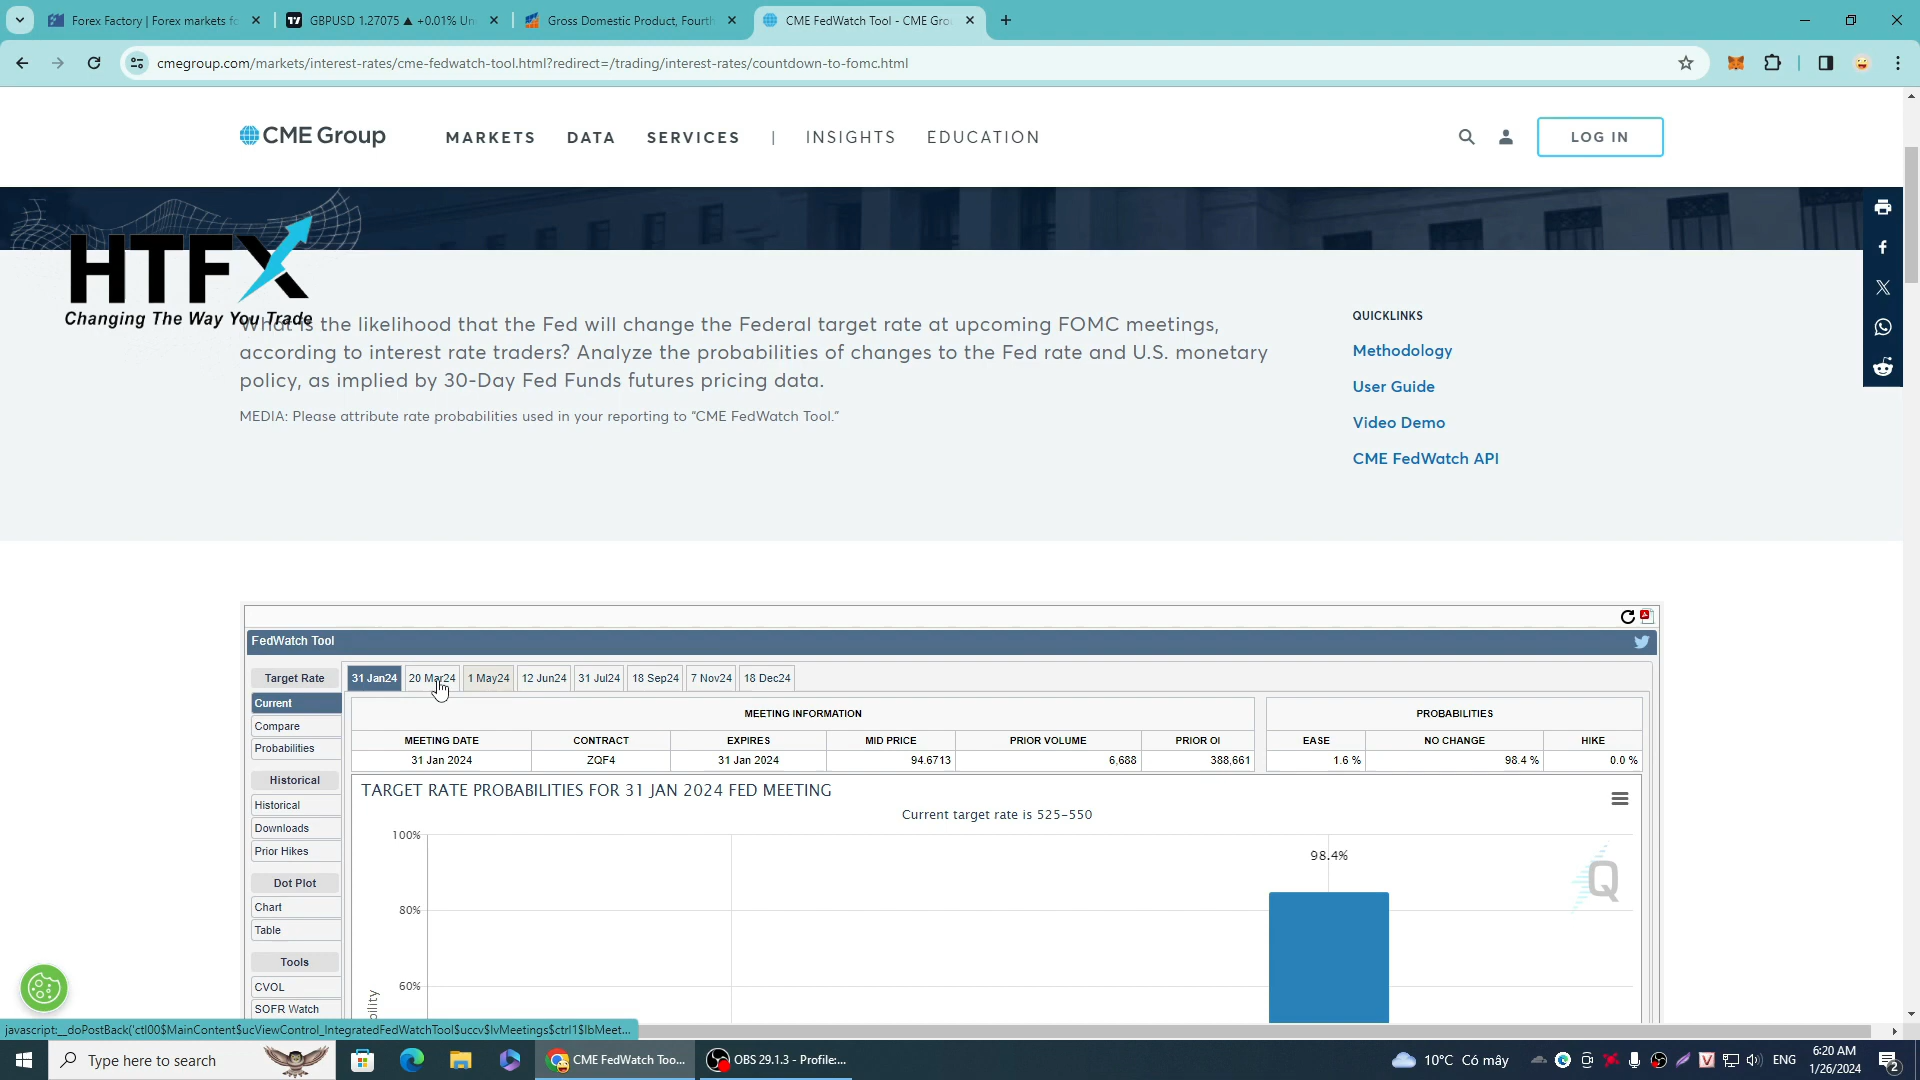 Forex Factory | Forex markets fo
GBPUSD 1.27075 ▲ +0.01% Un
Gross Domestic Product, Fourth
CME FedWatch Tool - CME Gro
cmegroup.com/markets/interest-rates/cme-fedwatch-tool.html?redirect=/trading/interest-rates/countdown-to-fomc.html
CME Group
MARKETS DATA SERVICES | INSIGHTS EDUCATION
LOG IN
HTFX
Changing The Way You Trade
What is the likelihood that the Fed will change the Federal target rate at upcoming FOMC meetings,
according to interest rate traders? Analyze the probabilities of changes to the Fed rate and U.S. monetary
policy, as implied by 30-Day Fed Funds futures pricing data.
MEDIA: Please attribute rate probabilities used in your reporting to "CME FedWatch Tool."
QUICKLINKS
Methodology
User Guide
Video Demo
CME FedWatch API
FedWatch Tool
Target Rate
Current
Compare
Probabilities
Historical
Historical
Downloads
Prior Hikes
Dot Plot
Chart
Table
Tools
CVOL
SOFR Watch
31 Jan24 20 Mar24 1 May24 12 Jun24 31 Jul24 18 Sep24 7 Nov24 18 Dec24
MEETING INFORMATION
MEETING DATE CONTRACT EXPIRES MID PRICE PRIOR VOLUME PRIOR OI
31 Jan 2024 ZQF4 31 Jan 2024 94.6713 6,688 388,661
PROBABILITIES
EASE NO CHANGE HIKE
1.6 % 98.4 % 0.0 %
TARGET RATE PROBABILITIES FOR 31 JAN 2024 FED MEETING
Current target rate is 525-550
100%
98.4%
80%
60%
Q
javascript:__doPostBack('ctl00$MainContent$ucViewControl_IntegratedFedWatchTool$uccv$lvMeetings$ctrl1$lbMeet...
Type here to search
CME FedWatch Too...
OBS 29.1.3 - Profile:...
10°C Có mây
V
ENG
6:20 AM
1/26/2024
2